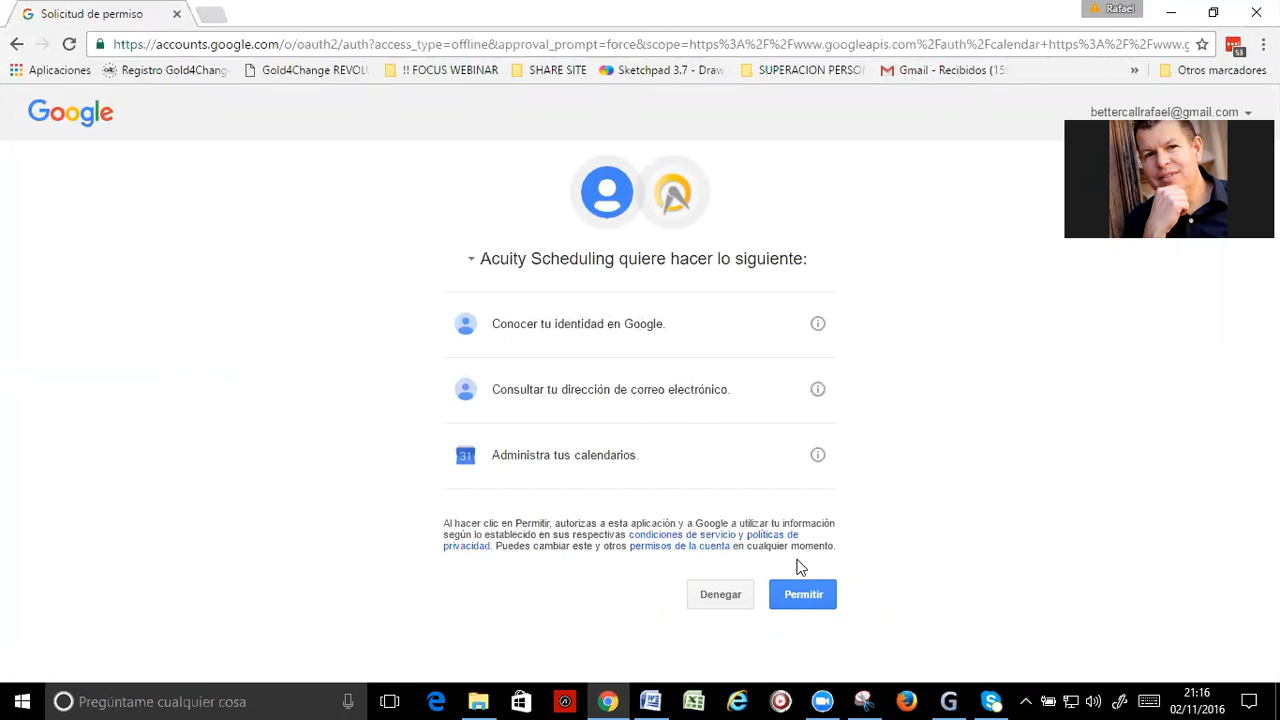 Solicitud de permiso
Rafael
https://accounts.google.com/o/oauth2/auth?access_type=offline&approval_prompt=force&scope=https%3A%2F%2Fwww.googleapis.com%2Fauth%2Fcalendar+https%3A%2F%2Fwww.g
53
Aplicaciones
Registro Gold4Change
Gold4Change REVOLU
!! FOCUS WEBINAR
SHARE SITE
Sketchpad 3.7 - Draw
SUPERACION PERSON
Gmail - Recibidos (15
»
Otros marcadores
Google
bettercallrafael@gmail.com
Acuity Scheduling quiere hacer lo siguiente:
Conocer tu identidad en Google.
Consultar tu dirección de correo electrónico.
31
Administra tus calendarios.
Al hacer clic en Permitir, autorizas a esta aplicación y a Google a utilizar tu información
según lo establecido en sus respectivas condiciones de servicio y políticas de
privacidad. Puedes cambiar este y otros permisos de la cuenta en cualquier momento.
Denegar
Permitir
Pregúntame cualquier cosa
21:16
02/11/2016